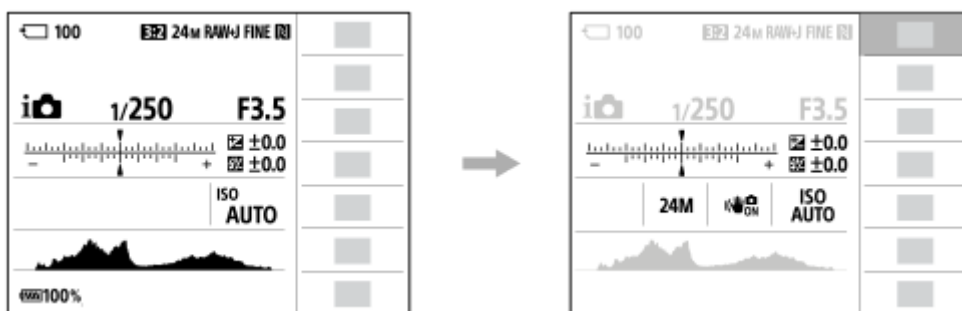 100 3:2 24M RAW+J FINE N
i 1/250 F3.5
- + ±0.0
±0.0
ISO
AUTO
100%
100 3:2 24M RAW+J FINE N
i 1/250 F3.5
- + ±0.0
±0.0
24M ON ISO
AUTO